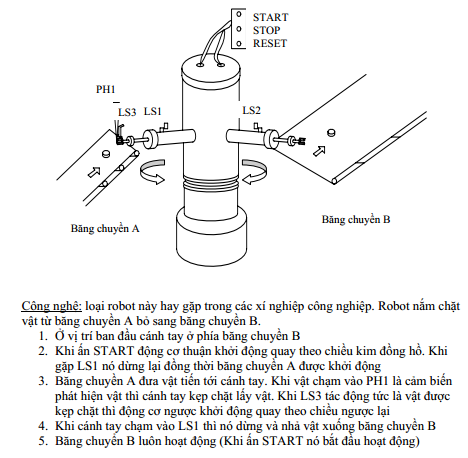 START
STOP
RESET
PH1
LS3 LS1
LS2
Băng chuyền A
Băng chuyền B
Công nghê: loại robot này hay gặp trong các xí nghiệp công nghiệp. Robot nắm chặt
vật từ băng chuyền A bỏ sang băng chuyền B.
1. Ở vị trí ban đầu cánh tay ở phía băng chuyền B
2. Khi ấn START động cơ thuận khởi động quay theo chiều kim đồng hồ. Khi
gặp LS1 nó dừng lại đồng thời băng chuyền A được khởi động
3. Băng chuyền A đưa vật tiến tới cánh tay. Khi vật chạm vào PH1 là cảm biến
phát hiện vật thì cánh tay kẹp chặt lấy vật. Khi LS3 tác động tức là vật được
kẹp chặt thì động cơ ngược khởi động quay theo chiều ngược lại
4. Khi cánh tay chạm vào LS1 thì nó dừng và nhả vật xuống băng chuyền B
5. Băng chuyền B luôn hoạt động (Khi ấn START nó bắt đầu hoạt động)